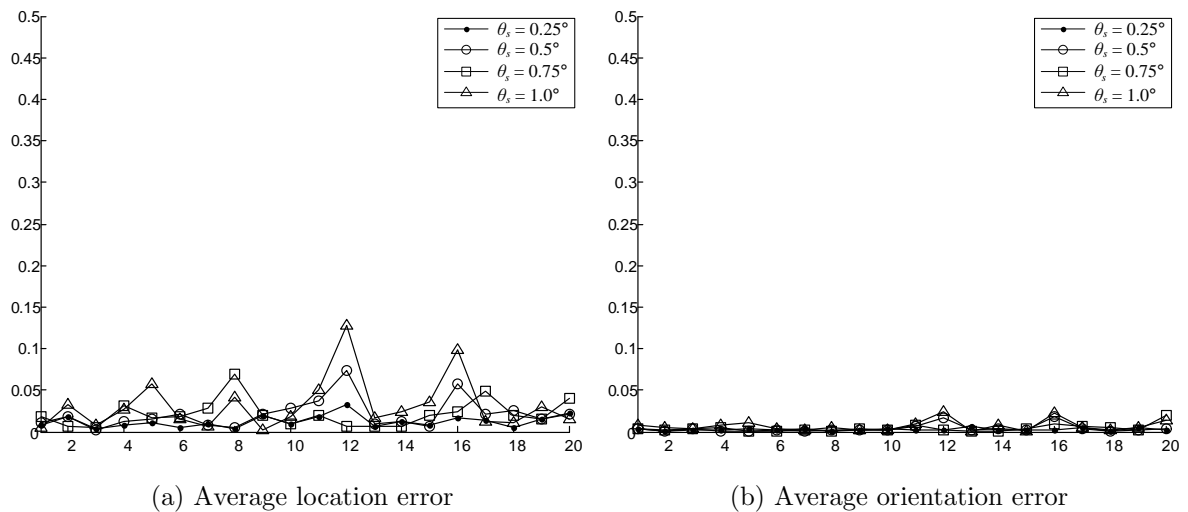 0.5
0.45
0.4
0.35
0.3
0.25
0.2
0.15
0.1
0.05
0
2 4 6 8 10 12 14 16 18 20
θs = 0.25°
θs = 0.5°
θs = 0.75°
θs = 1.0°
(a) Average location error
0.5
0.45
0.4
0.35
0.3
0.25
0.2
0.15
0.1
0.05
0
2 4 6 8 10 12 14 16 18 20
θs = 0.25°
θs = 0.5°
θs = 0.75°
θs = 1.0°
(b) Average orientation error